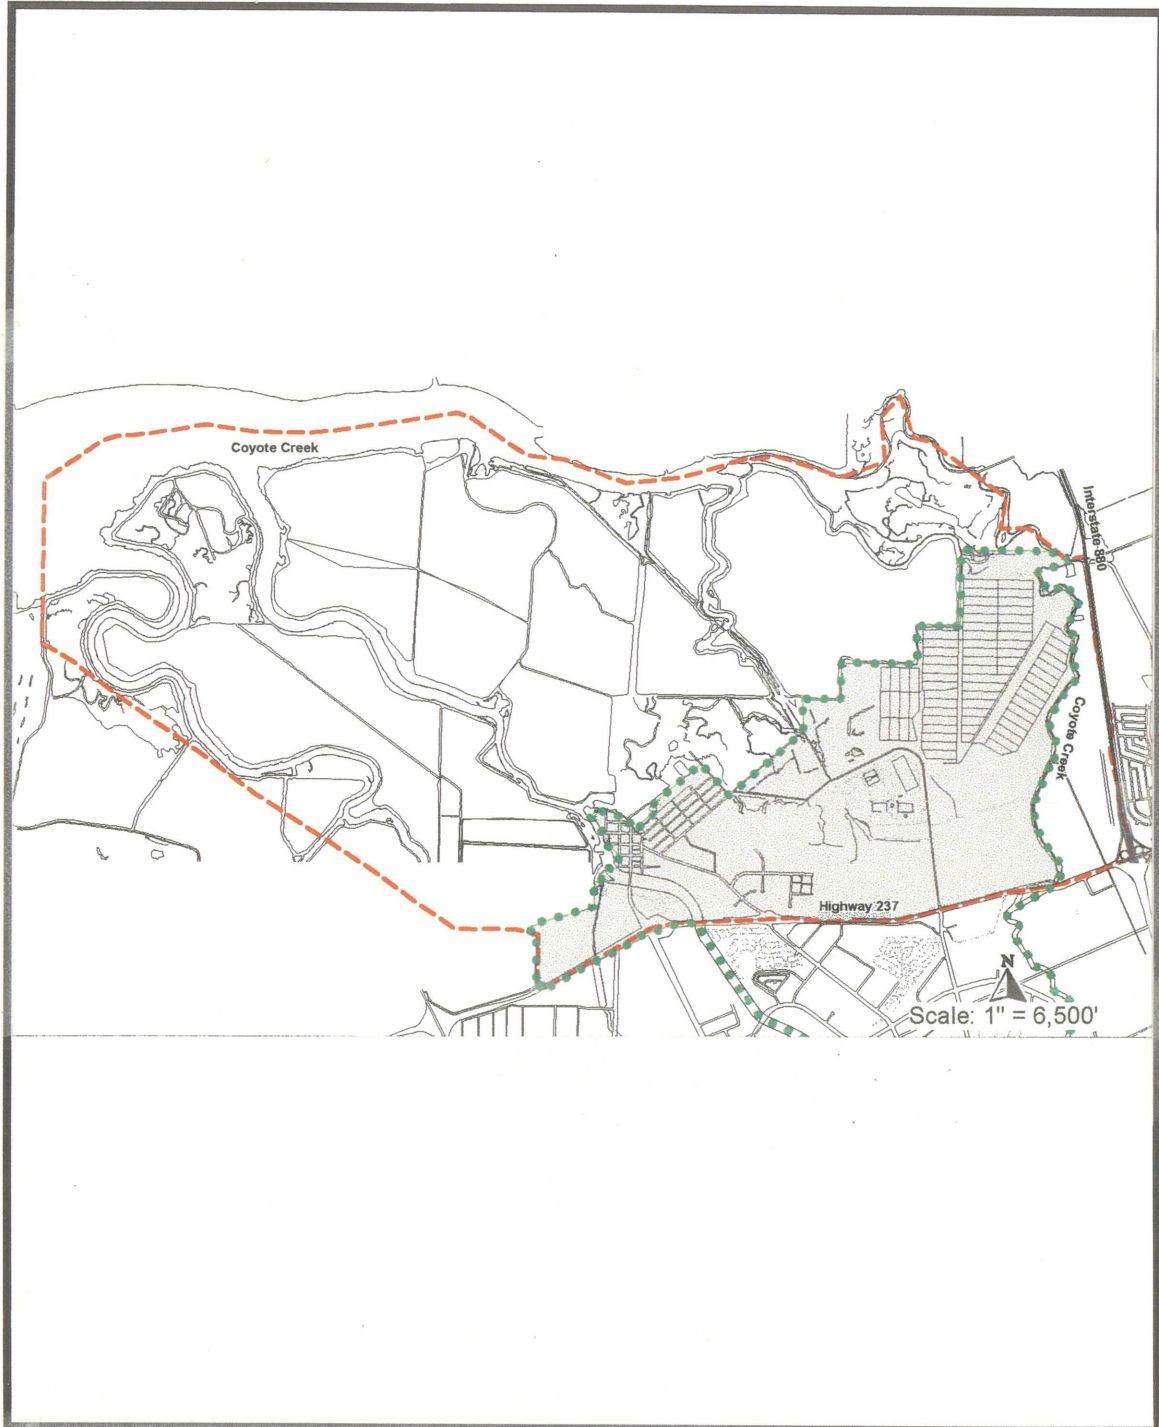 Coyote Creek
Interstate 880
Coyote Creek
Highway 237
N
Scale: 1" = 6,500'